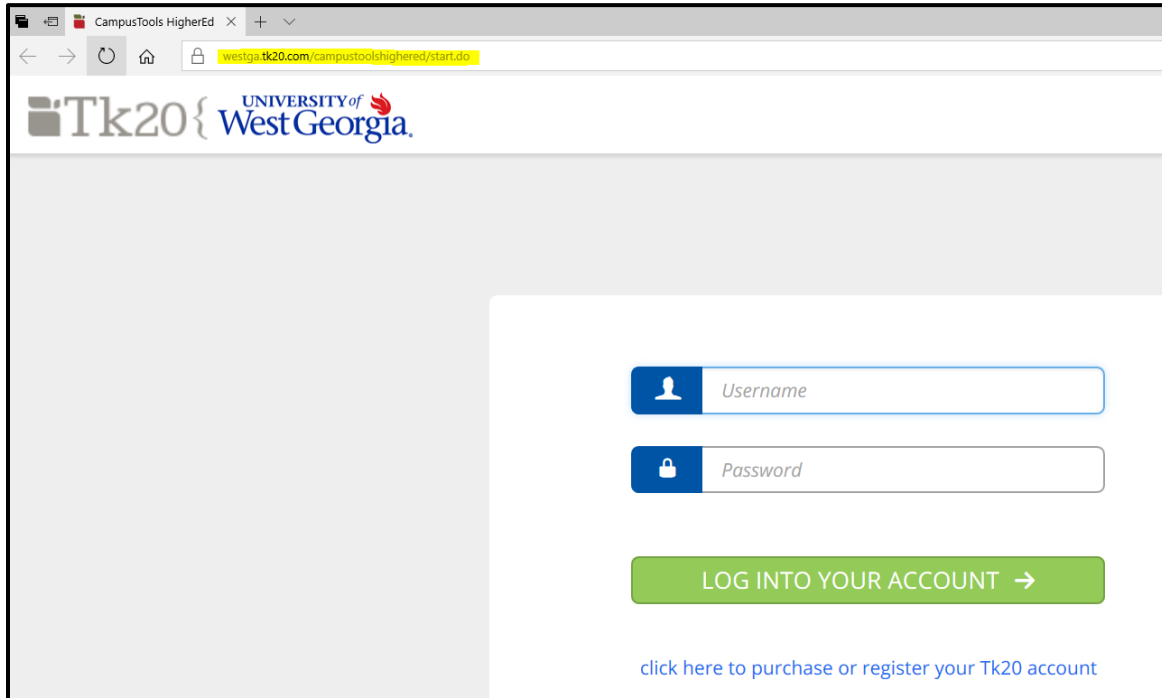 CampusTools HigherEd
westga.tk20.com/campustoolshighered/start.do
Tk20{ UNIVERSITY of
West Georgia.
Username
Password
LOG INTO YOUR ACCOUNT →
click here to purchase or register your Tk20 account